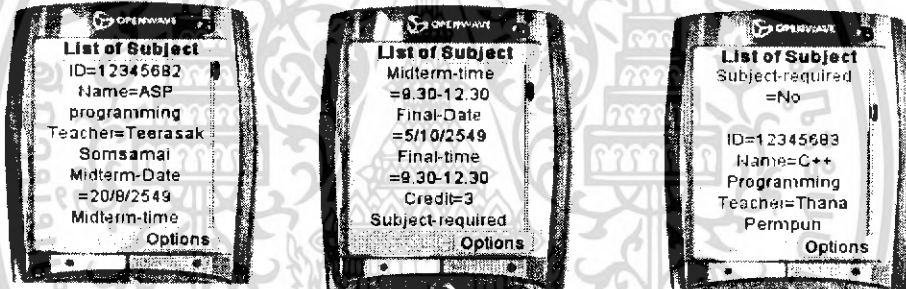 OPENWAVE
List of Subject
ID=12345682
Name=ASP
programming
Teacher=Teerasak
Somsamai
Midterm-Date
=20/8/2549
Midterm-time
Options
OPENWAVE
List of Subject
Midterm-time
=9.30-12.30
Final-Date
=5/10/2549
Final-time
=9.30-12.30
Credit=3
Subject-required
Options
OPENWAVE
List of Subject
Subject-required
=No
ID=12345683
Name=C++
Programming
Teacher=Thana
Permpun
Options